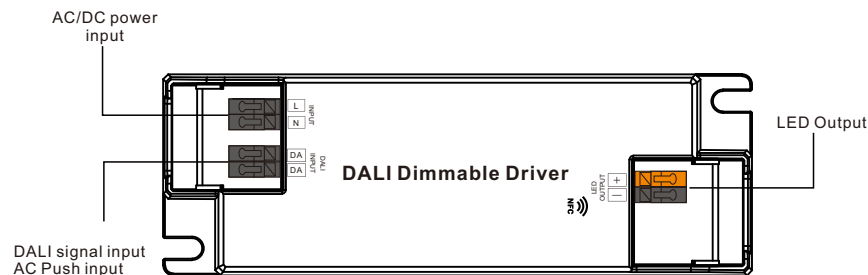 AC/DC power
input
L
N
INPUT
DA
DA
DALI
INPUT
DALI Dimmable Driver
NFC
LED
OUTPUT
+
—
LED Output
DALI signal input
AC Push input